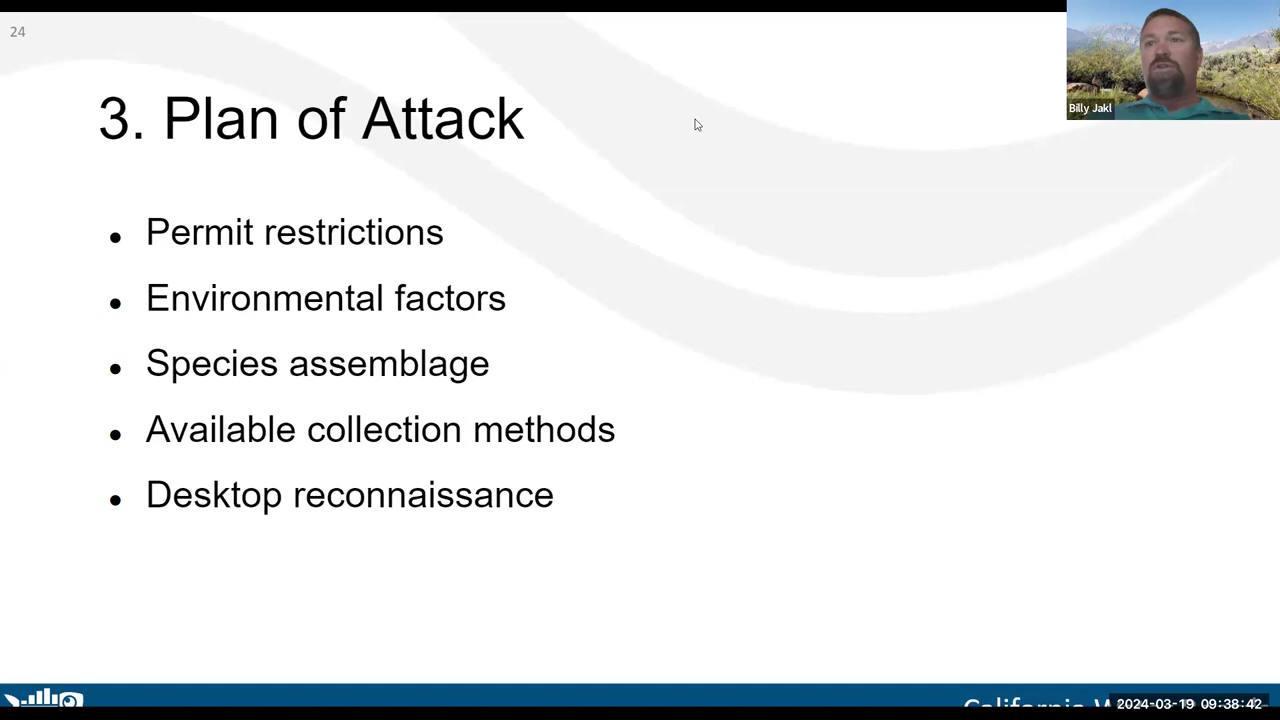 24
Billy Jakl
3. Plan of Attack
• Permit restrictions
• Environmental factors
• Species assemblage
• Available collection methods
• Desktop reconnaissance
California
2024-03-19 09:38:42